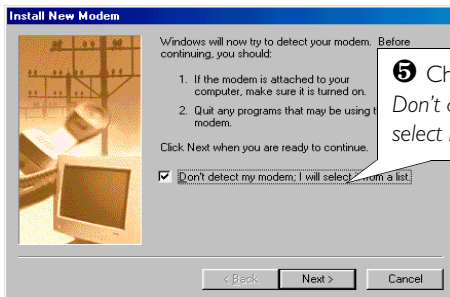 Install New Modem
Windows will now try to detect your modem. Before
continuing, you should:
1. If the modem is attached to your
computer, make sure it is turned on.
2. Quit any programs that may be using
modem.
Click Next when you are ready to continue.
Don't detect my modem; I will select from a list.
< Back
Next >
Cancel
❺ Ch
Don't
select